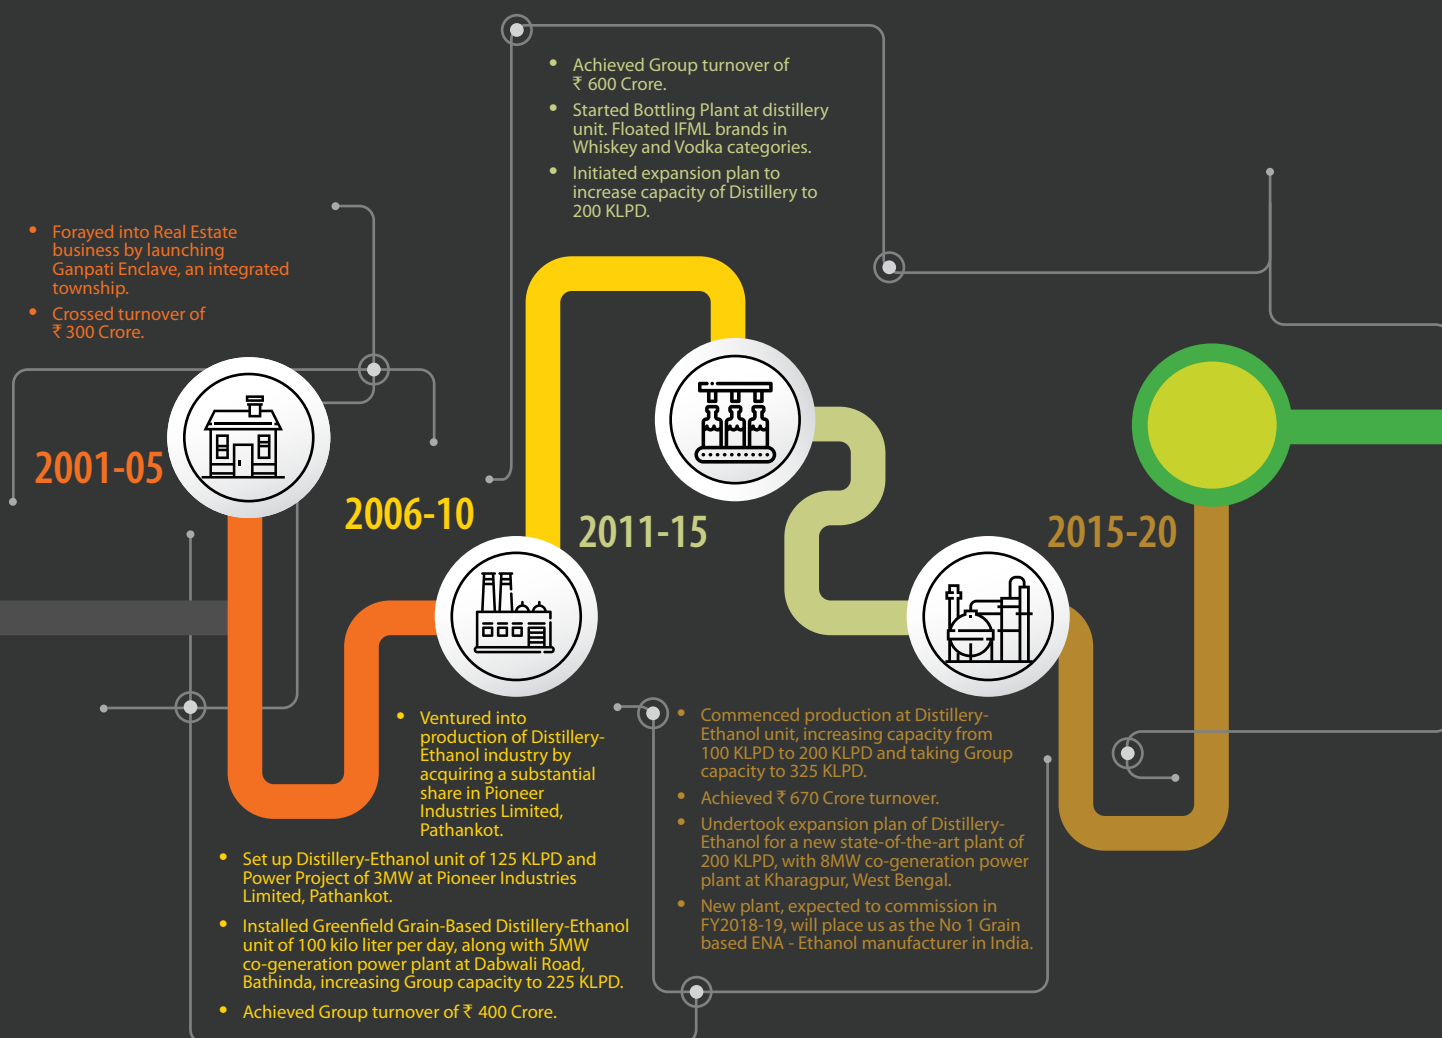 • Forayed into Real Estate
business by launching
Ganpati Enclave, an integrated
township.
• Crossed turnover of
₹ 300 Crore.
2001-05
2006-10
• Ventured into
production of Distillery-
Ethanol industry by
acquiring a substantial
share in Pioneer
Industries Limited,
Pathankot.
• Set up Distillery-Ethanol unit of 125 KLPD and
Power Project of 3MW at Pioneer Industries
Limited, Pathankot.
• Installed Greenfield Grain-Based Distillery-Ethanol
unit of 100 kilo liter per day, along with 5MW
co-generation power plant at Dabwali Road,
Bathinda, increasing Group capacity to 225 KLPD.
• Achieved Group turnover of ₹ 400 Crore.
• Achieved Group turnover of
₹ 600 Crore.
• Started Bottling Plant at distillery
unit. Floated IFML brands in
Whiskey and Vodka categories.
• Initiated expansion plan to
increase capacity of Distillery to
200 KLPD.
2011-15
2015-20
• Commenced production at Distillery-
Ethanol unit, increasing capacity from
100 KLPD to 200 KLPD and taking Group
capacity to 325 KLPD.
• Achieved ₹ 670 Crore turnover.
• Undertook expansion plan of Distillery-
Ethanol for a new state-of-the-art plant of
200 KLPD, with 8MW co-generation power
plant at Kharagpur, West Bengal.
• New plant, expected to commission in
FY2018-19, will place us as the No 1 Grain
based ENA - Ethanol manufacturer in India.